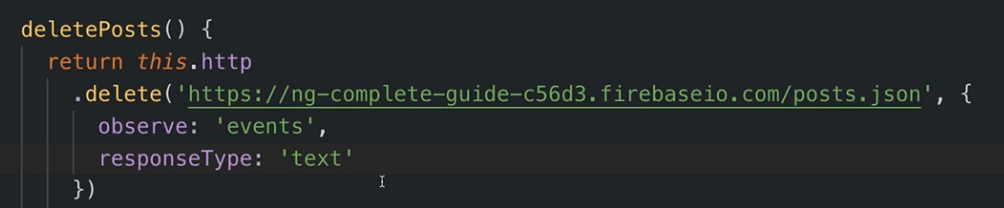 deletePosts() {
return this.http
.delete('https://ng-complete-guide-c56d3.firebaseio.com/posts.json', {
observe: 'events',
responseType: 'text'
})